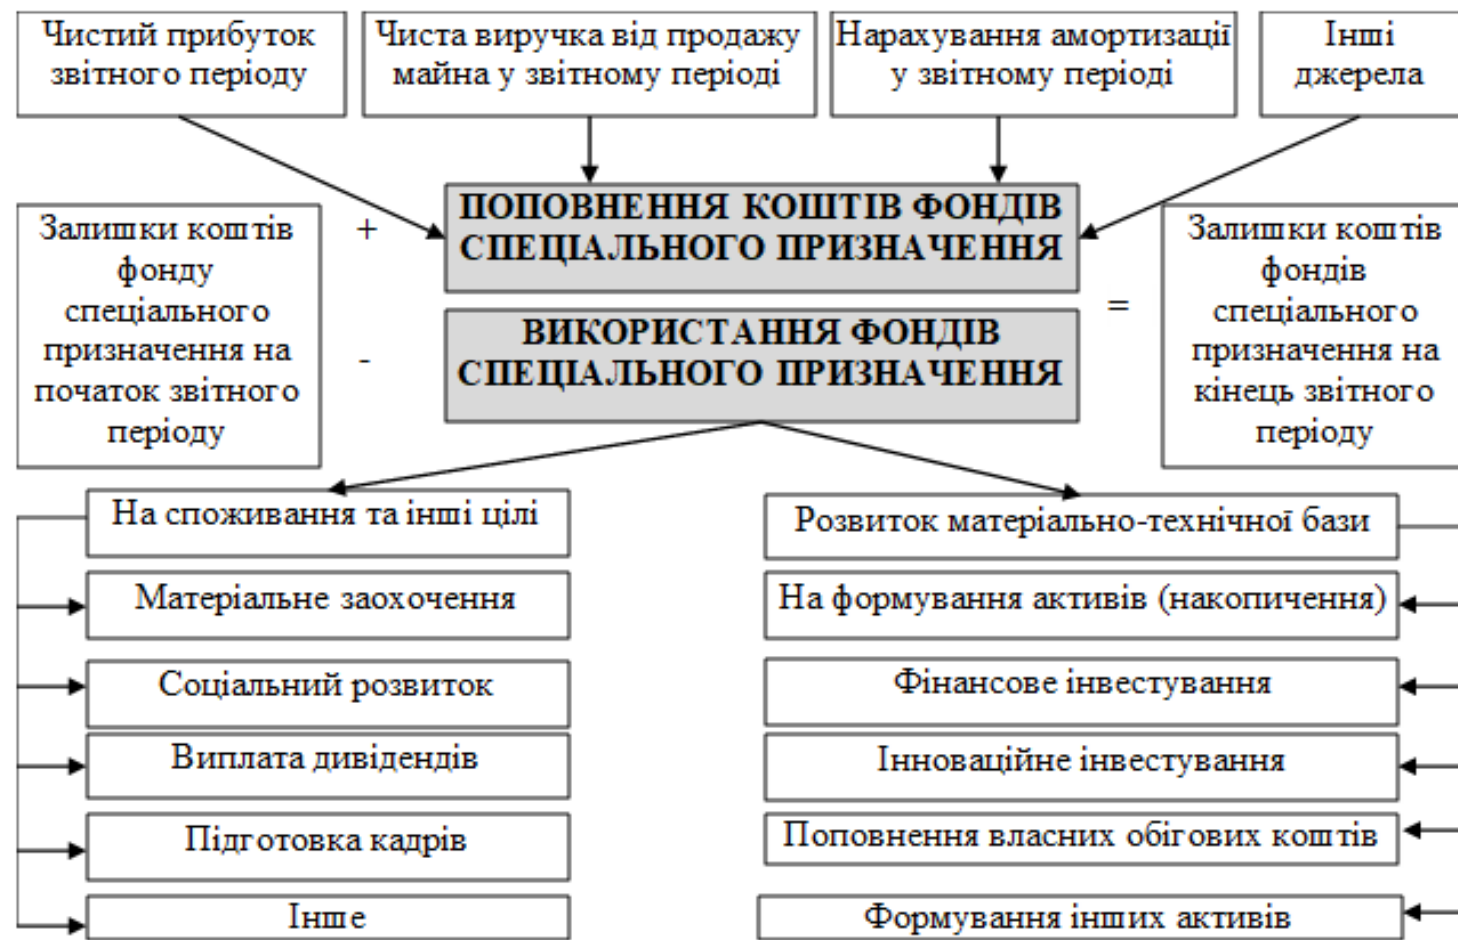 Чистий прибуток
звітного періоду
Чиста виручка від продажу
майна у звітному періоді
Нарахування амортизації
у звітному періоді
Інші
джерела
ПОПОВНЕННЯ КОШТІВ ФОНДІВ
СПЕЦІАЛЬНОГО ПРИЗНАЧЕННЯ
Залишки коштів
фонду
спеціального
призначення на
початок звітного
періоду
+
-
ВИКОРИСТАННЯ ФОНДІВ
СПЕЦІАЛЬНОГО ПРИЗНАЧЕННЯ
=
Залишки коштів
фондів
спеціального
призначення на
кінець звітного
періоду
На споживання та інші цілі
Матеріальне заохочення
Соціальний розвиток
Виплата дивідендів
Підготовка кадрів
Інше
Розвиток матеріально-технічної бази
На формування активів (накопичення)
Фінансове інвестування
Інноваційне інвестування
Поповнення власних обігових коштів
Формування інших активів